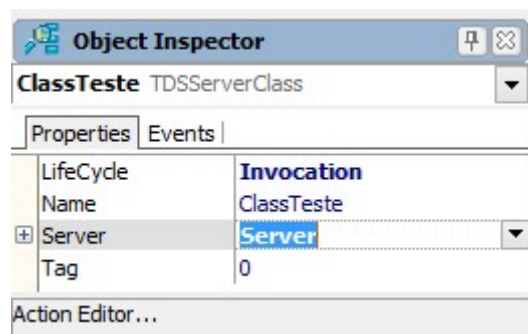 Object Inspector
ClassTeste TDSServerClass
Properties Events
LifeCycle Invocation
Name ClassTeste
Server Server
Tag 0
Action Editor...